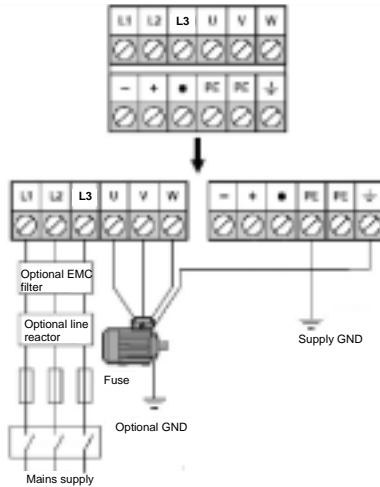 L1 L2 L3 U V W
− + ● PE PE ⏚
L1 L2 L3 U V W
− + ● PE PE ⏚
Optional EMC
filter
Optional line
reactor
Fuse
Supply GND
Optional GND
Mains supply